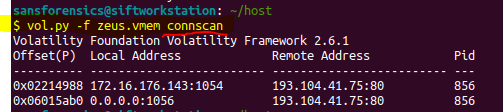 sansforensics@siftworkstation: ~/host
$ vol.py -f zeus.vmem connscan
Volatility Foundation Volatility Framework 2.6.1
Offset(P)  Local Address             Remote Address            Pid
---------- ------------------------- ------------------------- ---
0x02214988 172.16.176.143:1054       193.104.41.75:80          856
0x06015ab0 0.0.0.0:1056              193.104.41.75:80          856